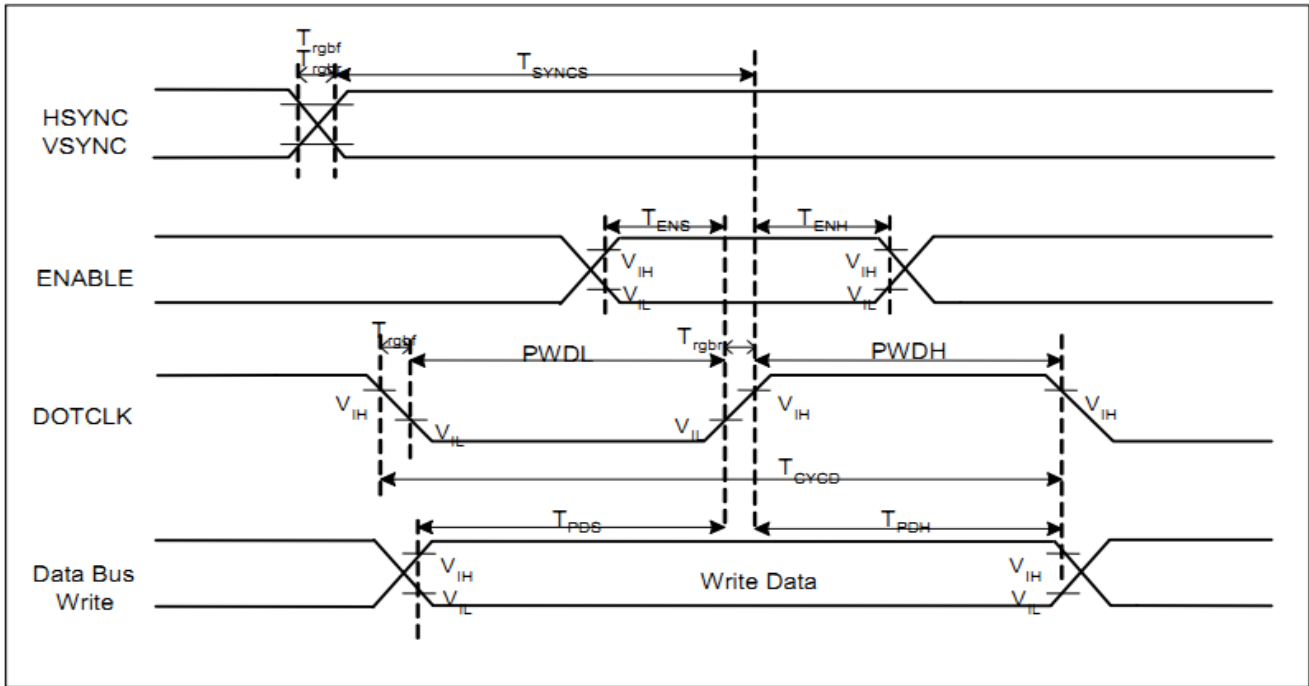 Trgbf
Trgbr
TSYNCS
HSYNC
VSYNC
TENS
TENH
VIH
VIH
ENABLE
VIL
VIL
Trgbf
PWDL
Trgbr
PWDH
VIH
VIH
VIH
DOTCLK
VIL
VIL
TCYCD
TPDS
TPDH
VIH
VIH
Data Bus
Write
Write Data
VIL
VIL